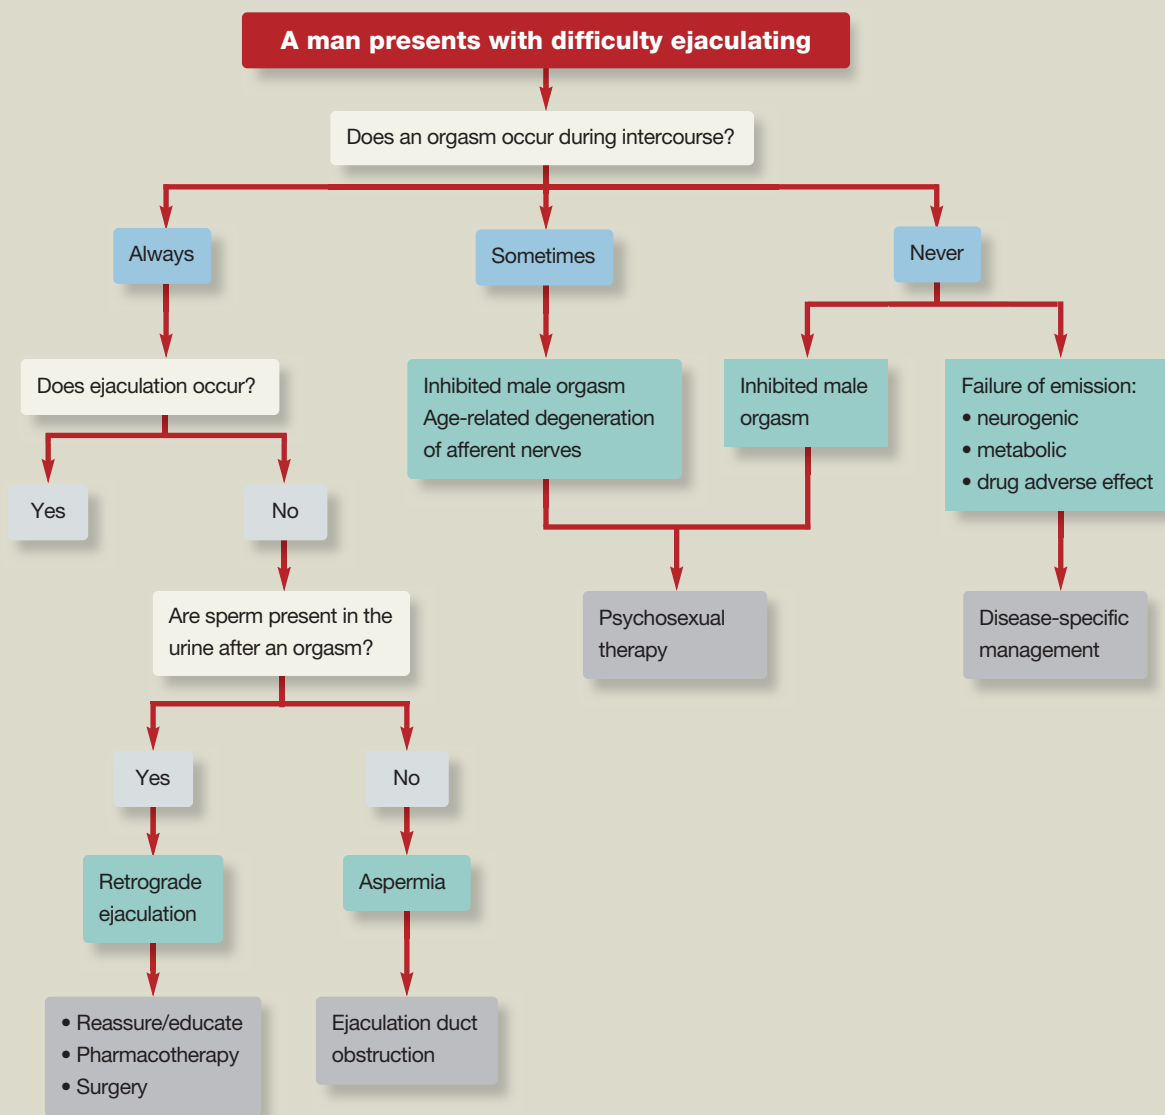 A man presents with difficulty ejaculating
Does an orgasm occur during intercourse?
Always
Sometimes
Never
Does ejaculation occur?
Inhibited male orgasm
Age-related degeneration
of afferent nerves
Inhibited male
orgasm
Failure of emission:
• neurogenic
• metabolic
• drug adverse effect
Yes
No
Are sperm present in the
urine after an orgasm?
Psychosexual
therapy
Disease-specific
management
Yes
No
Retrograde
ejaculation
Aspermia
• Reassure/educate
• Pharmacotherapy
• Surgery
Ejaculation duct
obstruction